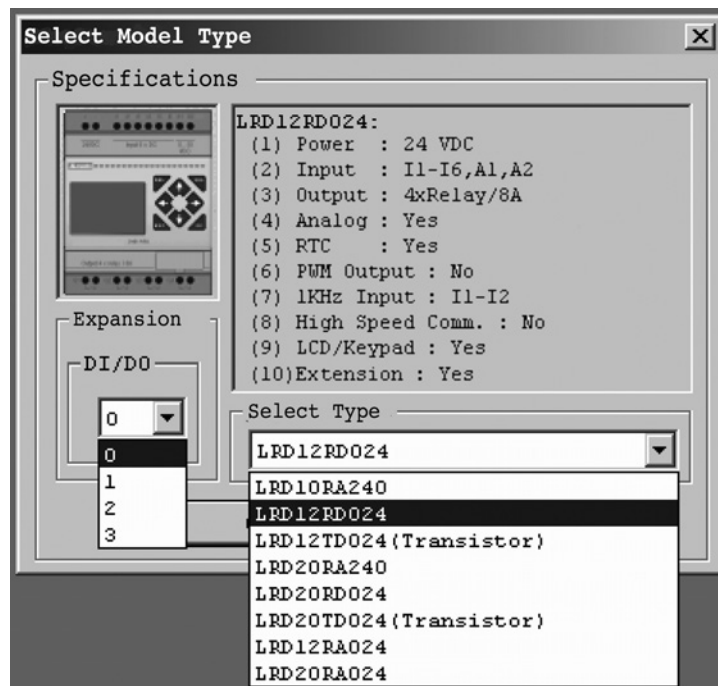 Select Model Type
Specifications
LRD12RD024:
(1) Power : 24 VDC
(2) Input : I1-I6,A1,A2
(3) Output : 4xRelay/8A
(4) Analog : Yes
(5) RTC : Yes
(6) PWM Output : No
(7) 1KHz Input : I1-I2
(8) High Speed Comm. : No
(9) LCD/Keypad : Yes
(10)Extension : Yes
Expansion
DI/DO
0
0
1
2
3
Select Type
LRD12RD024
LRD10RA240
LRD12RD024
LRD12TD024(Transistor)
LRD20RA240
LRD20RD024
LRD20TD024(Transistor)
LRD12RA024
LRD20RA024